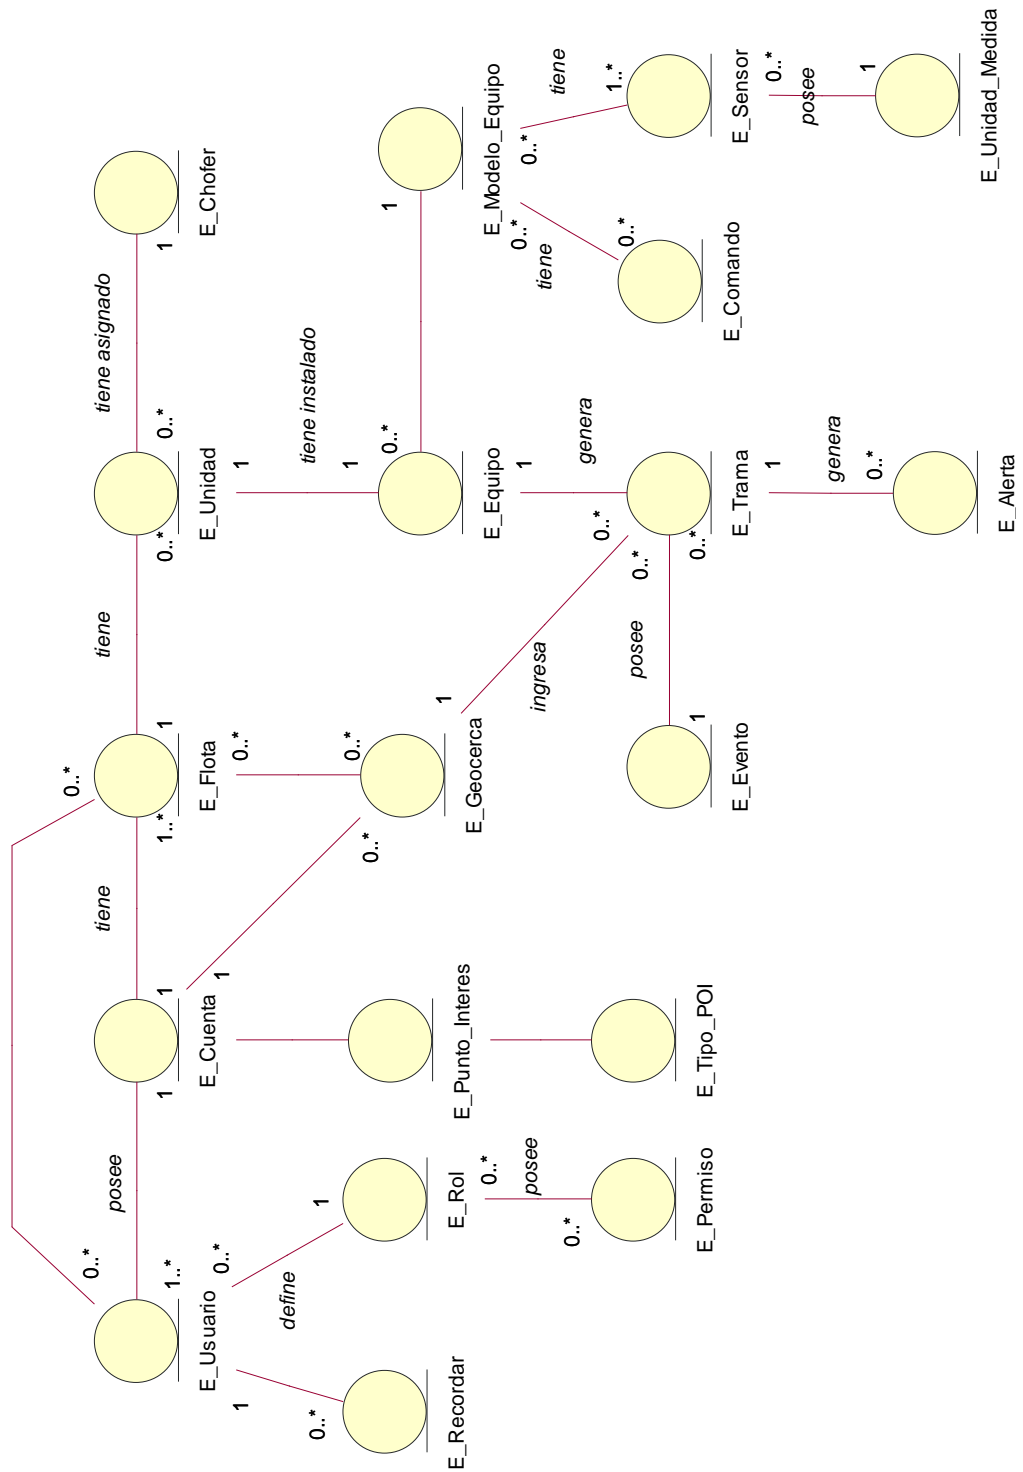 0..*
0..*
posee
tiene
tiene
tiene asignado
1..*
1
1
1..*
1
0..*
0..*
1
E_Usuario
E_Cuenta
E_Flota
E_Unidad
E_Chofer
0..*
1
1
0..*
1
define
tiene instalado
0..*
1
0..*
0..*
1
0..*
1
E_Recordar
E_Rol
E_Punto_Interes
E_Geocerca
1
E_Equipo
E_Modelo_Equipo
0..*
1
0..*
0..*
posee
ingresa
tiene
tiene
0..*
genera
0..*
1..*
0..*
0..*
posee
1
0..*
E_Permiso
E_Tipo_POI
E_Evento
E_Trama
E_Comando
E_Sensor
1
0..*
genera
posee
0..*
1
E_Alerta
E_Unidad_Medida